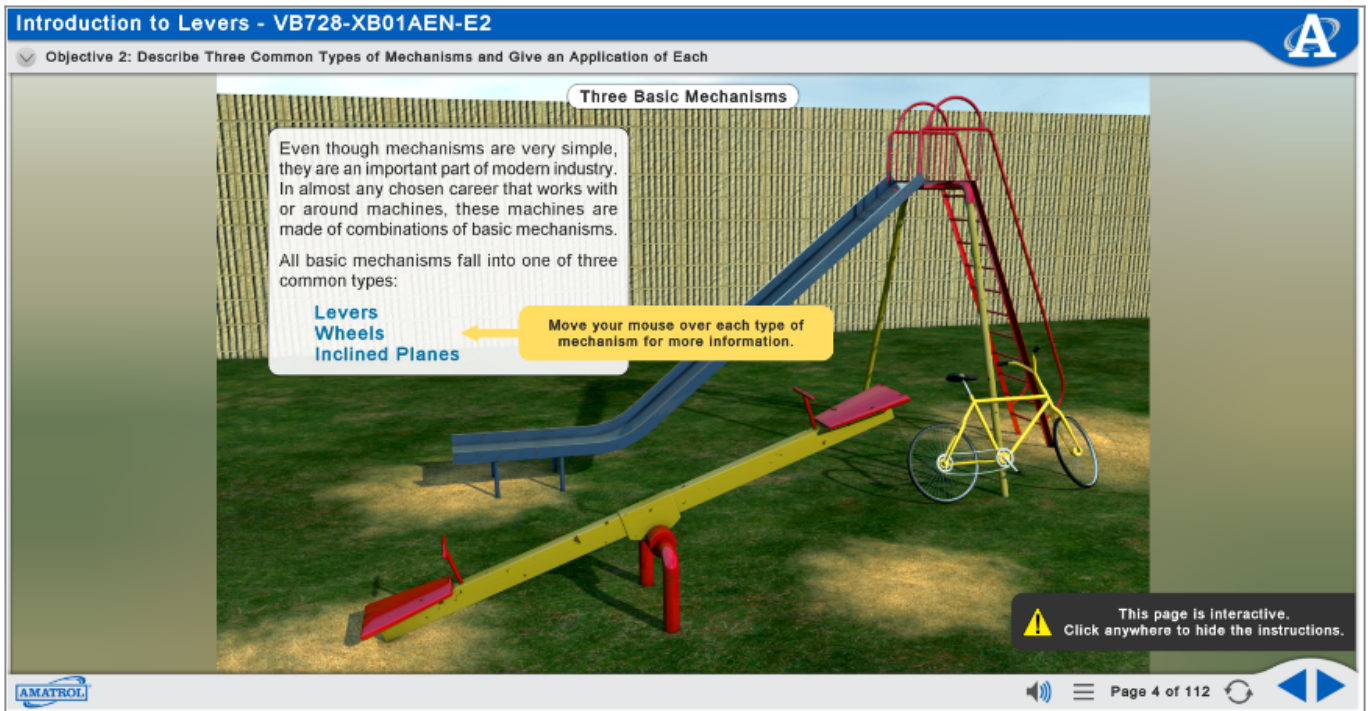 Introduction to Levers - VB728-XB01AEN-E2
A
Objective 2: Describe Three Common Types of Mechanisms and Give an Application of Each
Three Basic Mechanisms
Even though mechanisms are very simple,
they are an important part of modern industry.
In almost any chosen career that works with
or around machines, these machines are
made of combinations of basic mechanisms.
All basic mechanisms fall into one of three
common types:
Levers
Wheels
Inclined Planes
Move your mouse over each type of
mechanism for more information.
This page is interactive.
Click anywhere to hide the instructions.
AMATROL
Page 4 of 112